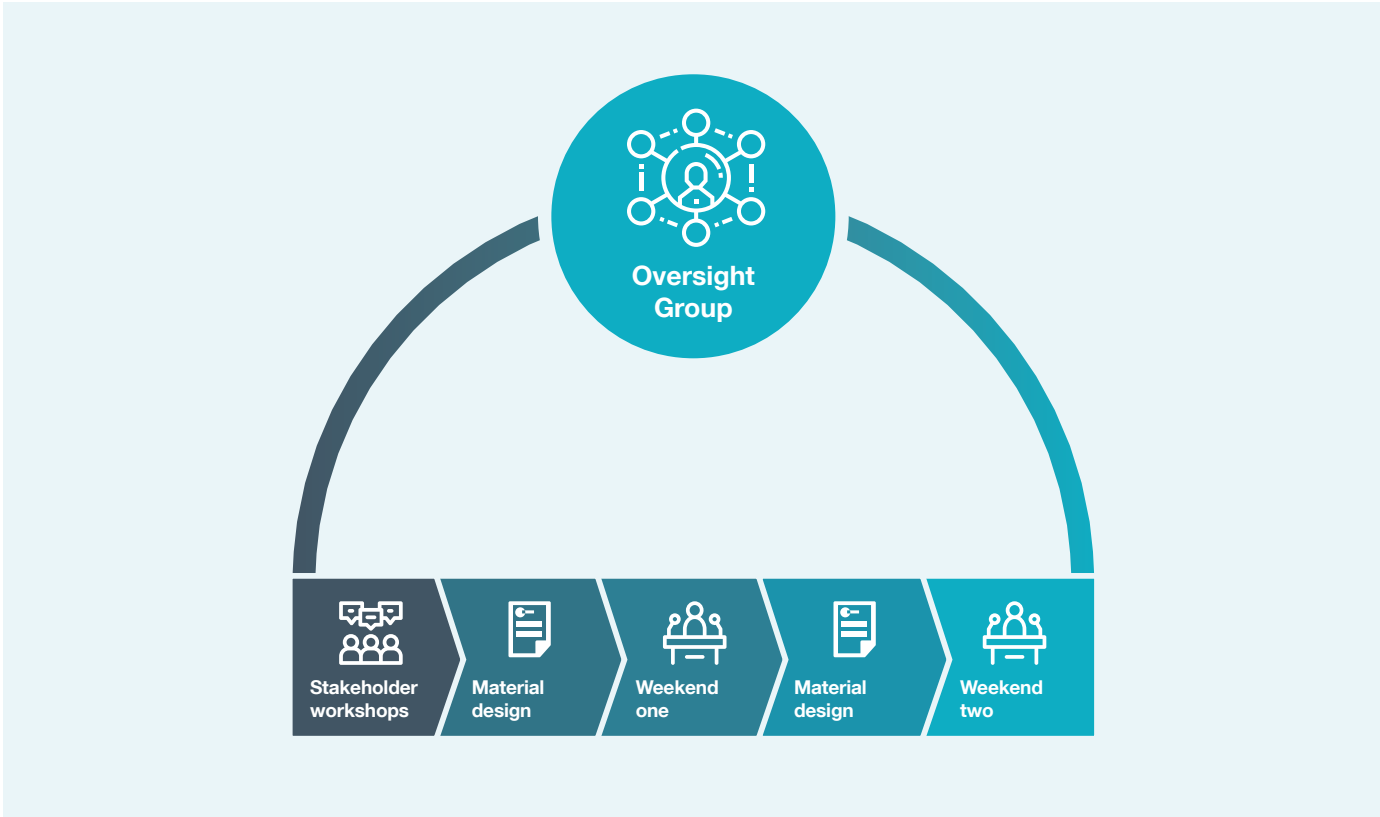 Oversight
Group
Stakeholder
workshops
Material
design
Weekend
one
Material
design
Weekend
two